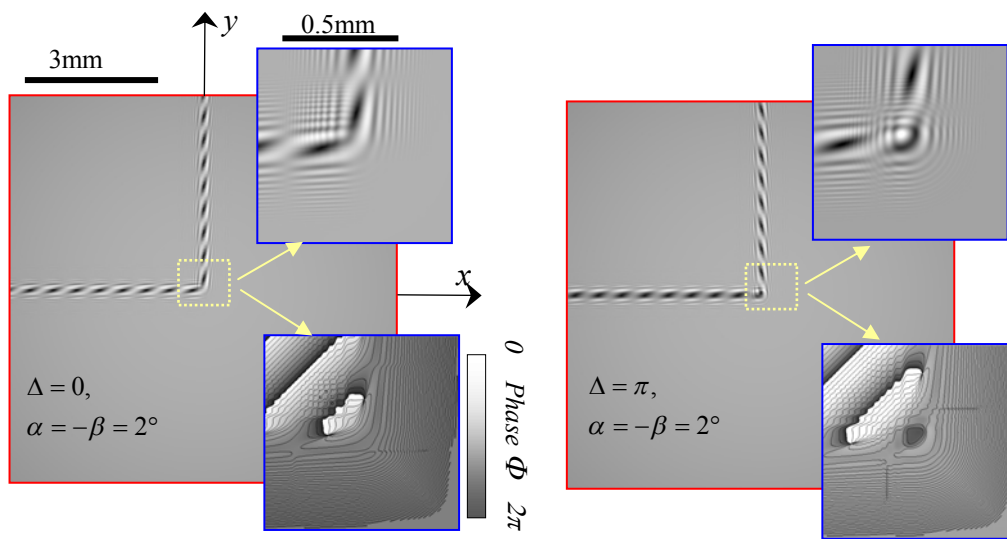 y
0.5mm
3mm
x
Δ = 0,
α = −β = 2°
0 Phase Φ 2π
Δ = π,
α = −β = 2°